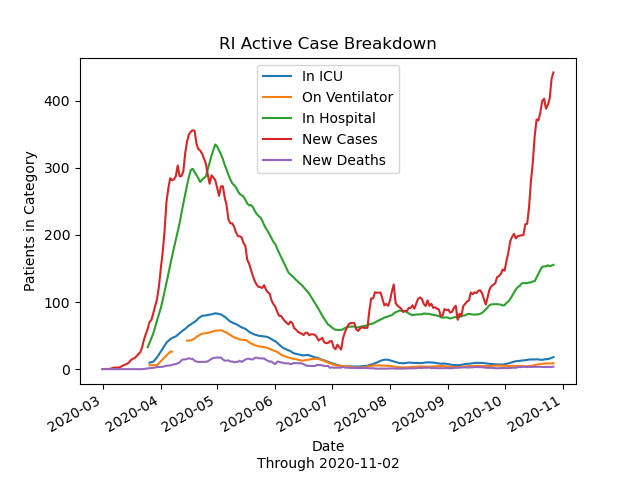 RI Active Case Breakdown
In ICU
On Ventilator
In Hospital
New Cases
New Deaths
Patients in Category
400
300
200
100
0
2020-03
2020-04
2020-05
2020-06
2020-07
2020-08
2020-09
2020-10
2020-11
Date
Through 2020-11-02